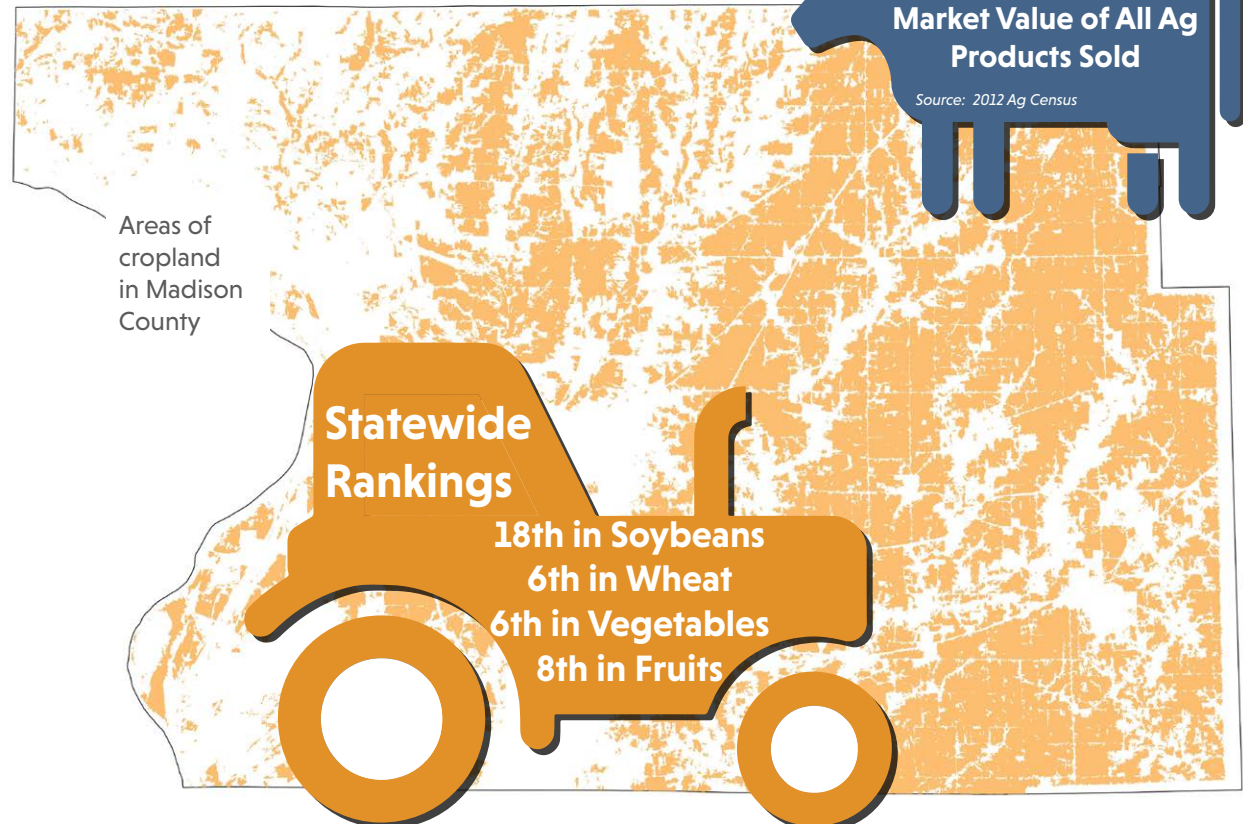 Market Value of All Ag
Products Sold
Source: 2012 Ag Census
Areas of
cropland
in Madison
County
Statewide
Rankings
18th in Soybeans
6th in Wheat
6th in Vegetables
8th in Fruits